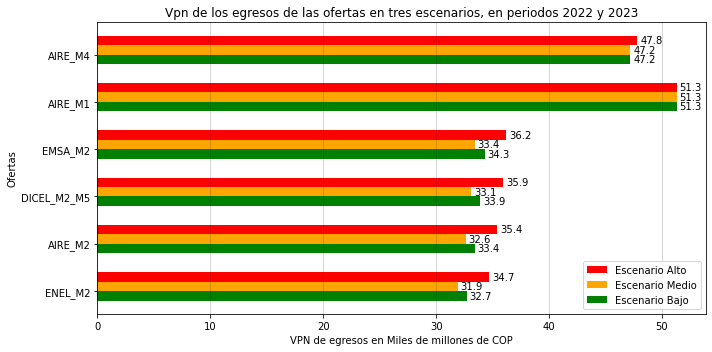 Vpn de los egresos de las ofertas en tres escenarios, en periodos 2022 y 2023
Ofertas
AIRE_M4
47.8
47.2
47.2
AIRE_M1
51.3
51.3
51.3
EMSA_M2
36.2
33.4
34.3
DICEL_M2_M5
35.9
33.1
33.9
AIRE_M2
35.4
32.6
33.4
ENEL_M2
34.7
31.9
32.7
Escenario Alto
Escenario Medio
Escenario Bajo
0 10 20 30 40 50
VPN de egresos en Miles de millones de COP